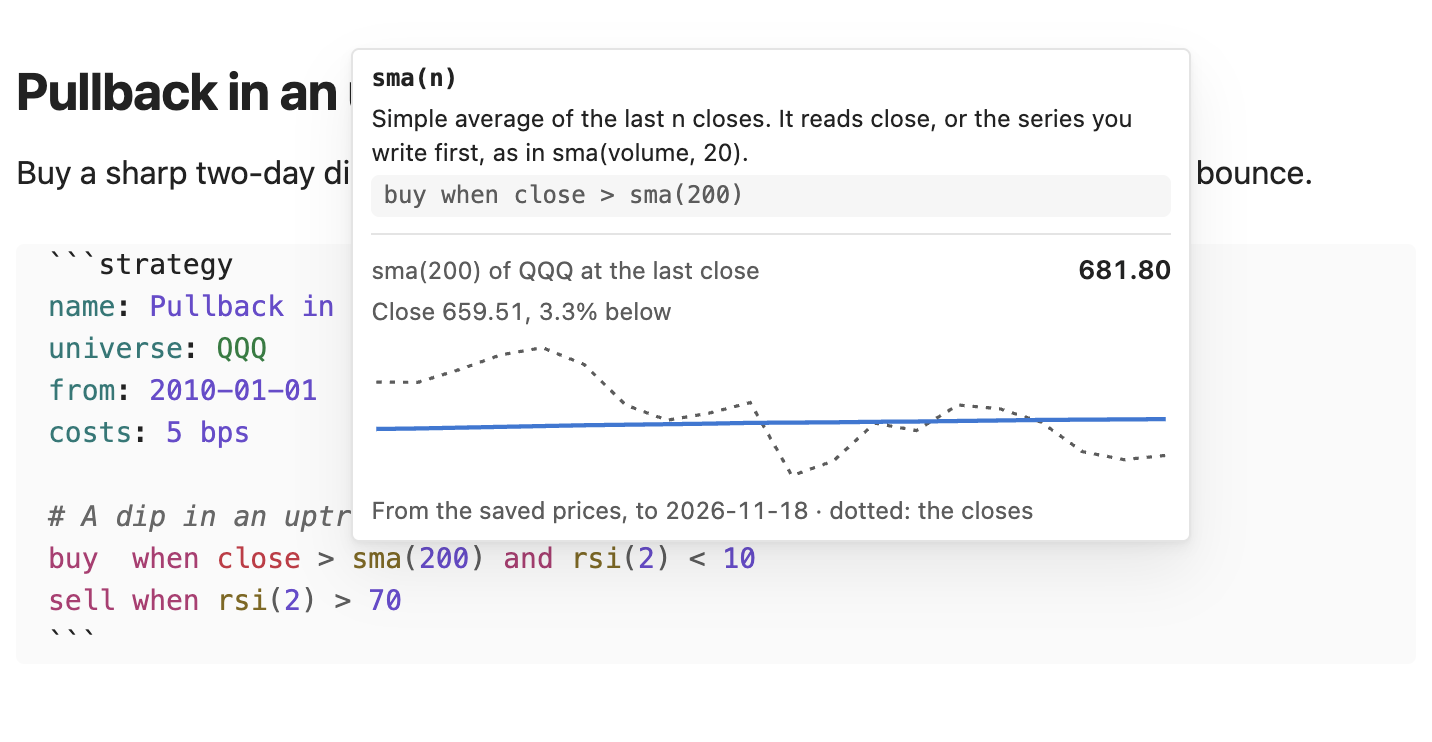 Pullback in an
Buy a sharp two-day di
bounce.
sma(n)
Simple average of the last n closes. It reads close, or the series you
write first, as in sma(volume, 20).
buy when close > sma(200)
sma(200) of QQQ at the last close 681.80
Close 659.51, 3.3% below
From the saved prices, to 2026-11-18 · dotted: the closes
```strategy
name: Pullback in
universe: QQQ
from: 2010-01-01
costs: 5 bps
# A dip in an uptr
buy  when close > sma(200) and rsi(2) < 10
sell when rsi(2) > 70
```